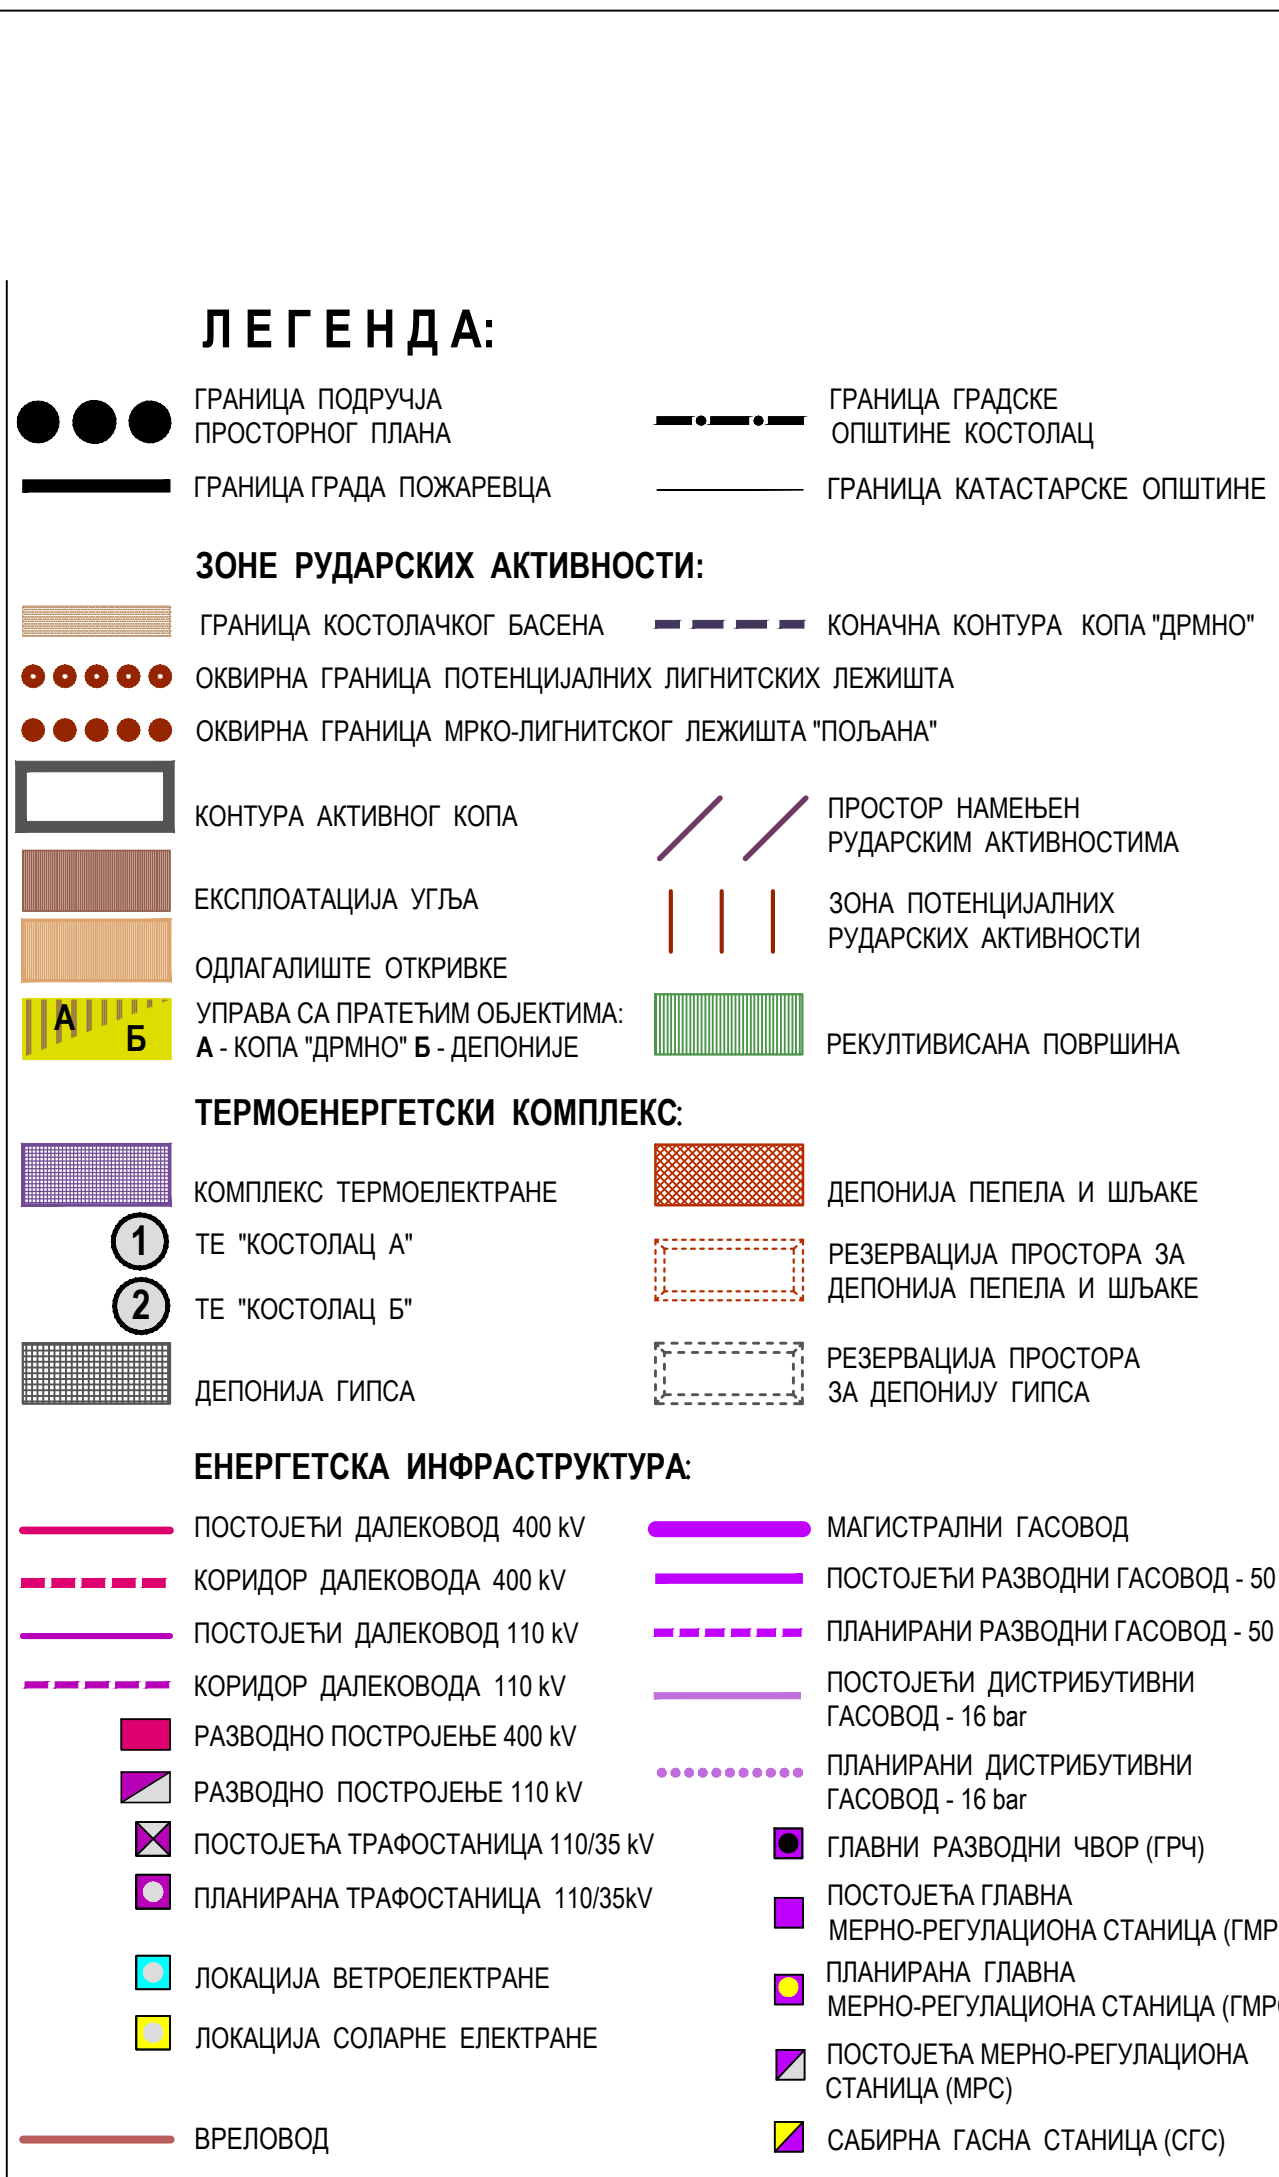 ЛЕГЕНДА:
ГРАНИЦА ПОДРУЧЈА
ПРОСТОРНОГ ПЛАНА
ГРАНИЦА ГРАДСКЕ
ОПШТИНЕ КОСТОЛАЦ
ГРАНИЦА ГРАДА ПОЖАРЕВЦА
ГРАНИЦА КАТАСТАРСКЕ ОПШТИНЕ
ЗОНЕ РУДАРСКИХ АКТИВНОСТИ:
ГРАНИЦА КОСТОЛАЧКОГ БАСЕНА
КОНАЧНА КОНТУРА КОПА "ДРМНО"
ОКВИРНА ГРАНИЦА ПОТЕНЦИЈАЛНИХ ЛИГНИТСКИХ ЛЕЖИШТА
ОКВИРНА ГРАНИЦА МРКО-ЛИГНИТСКОГ ЛЕЖИШТА "ПОЉАНА"
КОНТУРА АКТИВНОГ КОПА
ПРОСТОР НАМЕЊЕН
РУДАРСКИМ АКТИВНОСТИМА
ЕКСПЛОАТАЦИЈА УГЉА
ЗОНА ПОТЕНЦИЈАЛНИХ
РУДАРСКИХ АКТИВНОСТИ
ОДЛАГАЛИШТЕ ОТКРИВКЕ
А
Б
УПРАВА СА ПРАТЕЋИМ ОБЈЕКТИМА:
А - КОПА "ДРМНО" Б - ДЕПОНИЈЕ
РЕКУЛТИВИСАНА ПОВРШИНА
ТЕРМОЕНЕРГЕТСКИ КОМПЛЕКС:
КОМПЛЕКС ТЕРМОЕЛЕКТРАНЕ
ДЕПОНИЈА ПЕПЕЛА И ШЉАКЕ
1 ТЕ "КОСТОЛАЦ А"
РЕЗЕРВАЦИЈА ПРОСТОРА ЗА
ДЕПОНИЈА ПЕПЕЛА И ШЉАКЕ
2 ТЕ "КОСТОЛАЦ Б"
ДЕПОНИЈА ГИПСА
РЕЗЕРВАЦИЈА ПРОСТОРА
ЗА ДЕПОНИЈУ ГИПСА
ЕНЕРГЕТСКА ИНФРАСТРУКТУРА:
ПОСТОЈЕЋИ ДАЛЕКОВОД 400 kV
МАГИСТРАЛНИ ГАСОВОД
КОРИДОР ДАЛЕКОВОДА 400 kV
ПОСТОЈЕЋИ РАЗВОДНИ ГАСОВОД - 50
ПОСТОЈЕЋИ ДАЛЕКОВОД 110 kV
ПЛАНИРАНИ РАЗВОДНИ ГАСОВОД - 50
КОРИДОР ДАЛЕКОВОДА 110 kV
ПОСТОЈЕЋИ ДИСТРИБУТИВНИ
ГАСОВОД - 16 bar
РАЗВОДНО ПОСТРОЈЕЊЕ 400 kV
РАЗВОДНО ПОСТРОЈЕЊЕ 110 kV
ПЛАНИРАНИ ДИСТРИБУТИВНИ
ГАСОВОД - 16 bar
ПОСТОЈЕЋА ТРАФОСТАНИЦА 110/35 kV
ГЛАВНИ РАЗВОДНИ ЧВОР (ГРЧ)
ПЛАНИРАНА ТРАФОСТАНИЦА 110/35kV
ПОСТОЈЕЋА ГЛАВНА
МЕРНО-РЕГУЛАЦИОНА СТАНИЦА (ГМР
ЛОКАЦИЈА ВЕТРОЕЛЕКТРАНЕ
ПЛАНИРАНА ГЛАВНА
МЕРНО-РЕГУЛАЦИОНА СТАНИЦА (ГМРС
ЛОКАЦИЈА СОЛАРНЕ ЕЛЕКТРАНЕ
ПОСТОЈЕЋА МЕРНО-РЕГУЛАЦИОНА
СТАНИЦА (МРС)
ВРЕЛОВОД
САБИРНА ГАСНА СТАНИЦА (СГС)